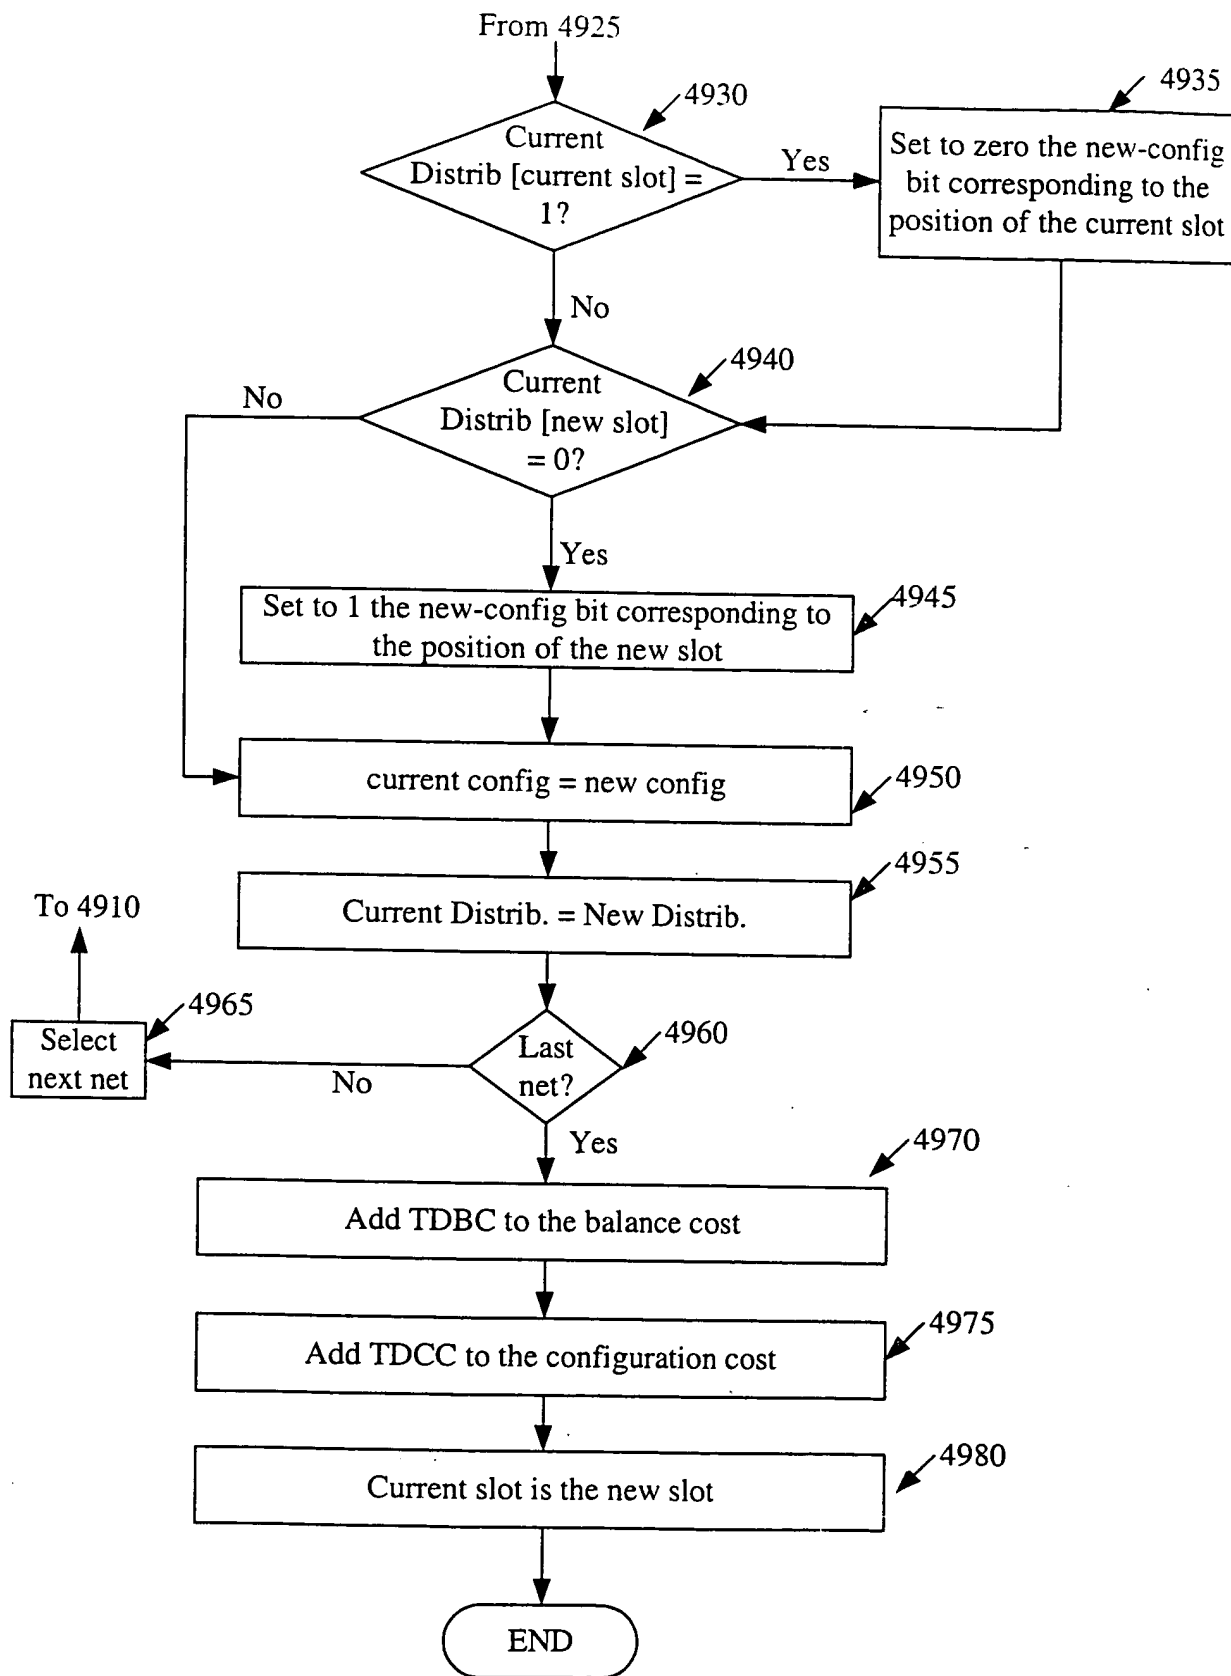 From 4925
4930
4935
Current
Distrib [current slot] =
1?
Yes
Set to zero the new-config
bit corresponding to the
position of the current slot
No
4940
Current
Distrib [new slot]
= 0?
No
Yes
4945
Set to 1 the new-config bit corresponding to
the position of the new slot
4950
current config = new config
4955
Current Distrib. = New Distrib.
To 4910
4965
Select
next net
No
4960
Last
net?
Yes
4970
Add TDBC to the balance cost
4975
Add TDCC to the configuration cost
4980
Current slot is the new slot
END